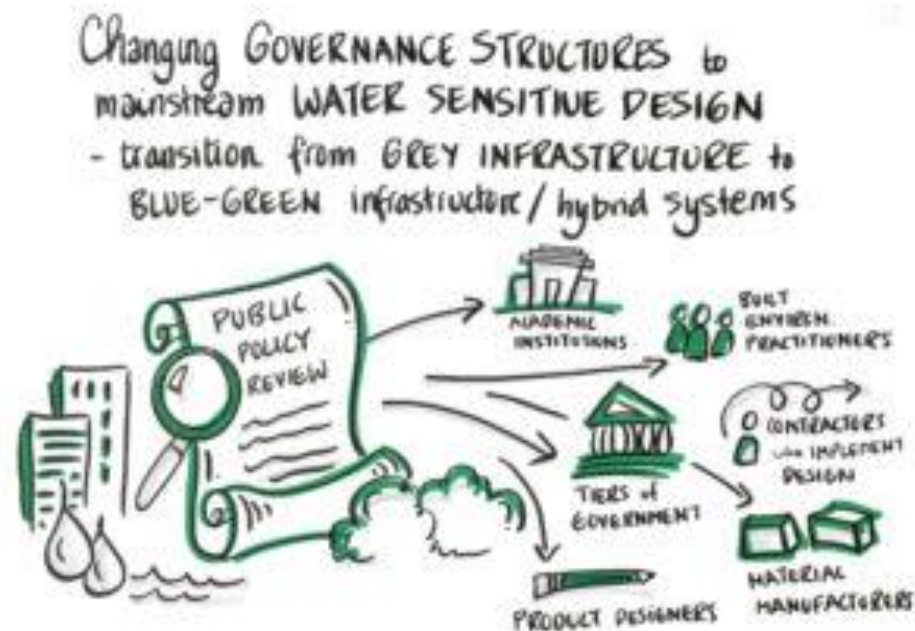 Changing GOVERNANCE STRUCTURES to
mainstream WATER SENSITIVE DESIGN
- transition from GREY INFRASTRUCTURE to
BLUE-GREEN infrastructure/hybrid systems
PUBLIC
POLICY
REVIEW
ACADEMIC
INSTITUTIONS
BUILT
ENVIRON.
PRACTITIONERS
TIERS of
GOVERNMENT
CONTRACTORS
who IMPLEMENT
DESIGN
PRODUCT DESIGNERS
MATERIAL
MANUFACTURERS